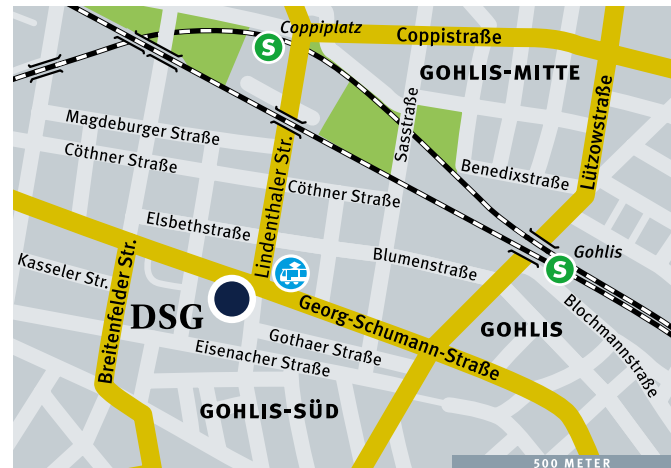 Coppiplatz
S
Coppistraße
GOHLIS-MITTE
Lützowstraße
Sasstraße
Magdeburger Straße
Cöthner Straße
Lindenthaler Str.
Cöthner Straße
Benedixstraße
Elsbethstraße
Breitenfelder Str.
Kasseler Str.
Blumenstraße
Gohlis
S
Blochmannstraße
DSG
Georg-Schumann-Straße
GOHLIS
Gothaer Straße
Eisenacher Straße
GOHLIS-SÜD
500 METER